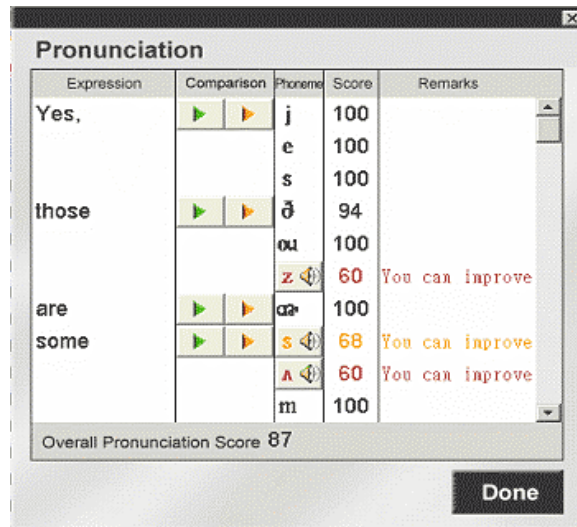 Pronunciation
Expression Comparison Phoneme Score Remarks
Yes, j 100
e 100
s 100
those ð 94
ou 100
z 60 You can improve
are ɑɚ 100
some s 68 You can improve
ʌ 60 You can improve
m 100
Overall Pronunciation Score 87
Done